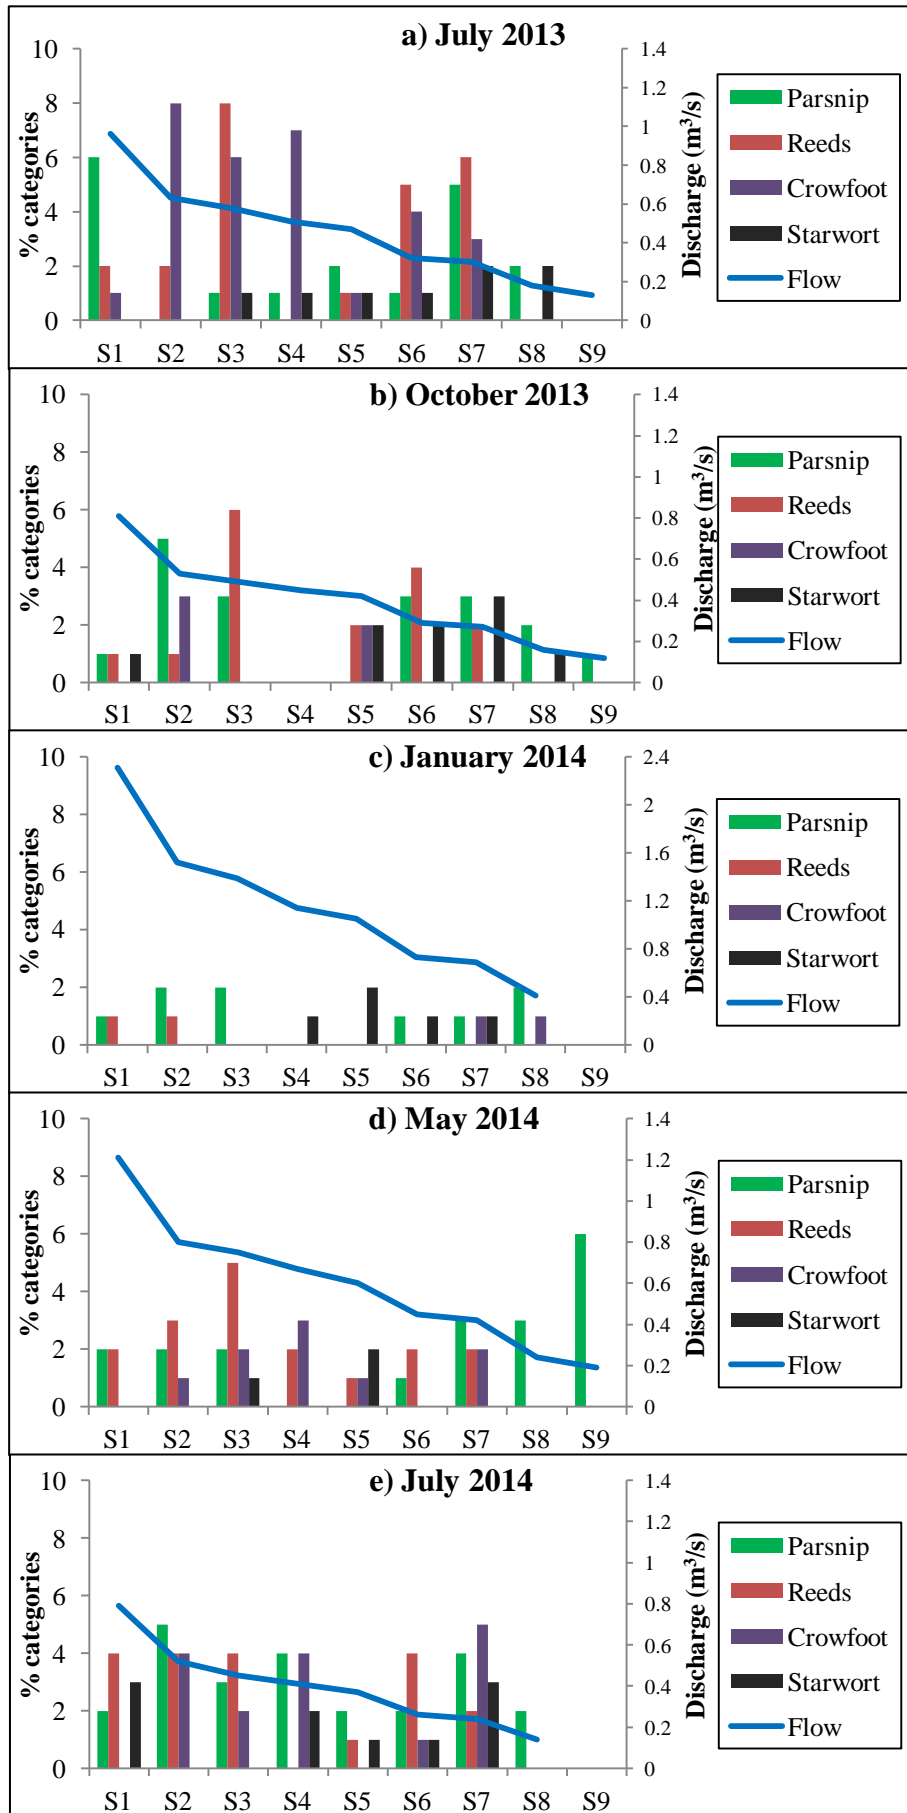 a) July 2013
10
8
6
4
2
0
% categories
1.4
1.2
1
0.8
0.6
0.4
0.2
0
Discharge (m³/s)
S1 S2 S3 S4 S5 S6 S7 S8 S9
Parsnip
Reeds
Crowfoot
Starwort
Flow
b) October 2013
10
8
6
4
2
0
% categories
1.4
1.2
1
0.8
0.6
0.4
0.2
0
Discharge (m³/s)
S1 S2 S3 S4 S5 S6 S7 S8 S9
Parsnip
Reeds
Crowfoot
Starwort
Flow
c) January 2014
10
8
6
4
2
0
% categories
2.4
2
1.6
1.2
0.8
0.4
0
Discharge (m³/s)
S1 S2 S3 S4 S5 S6 S7 S8 S9
Parsnip
Reeds
Crowfoot
Starwort
Flow
d) May 2014
10
8
6
4
2
0
% categories
1.4
1.2
1
0.8
0.6
0.4
0.2
0
Discharge (m³/s)
S1 S2 S3 S4 S5 S6 S7 S8 S9
Parsnip
Reeds
Crowfoot
Starwort
Flow
e) July 2014
10
8
6
4
2
0
% categories
1.4
1.2
1
0.8
0.6
0.4
0.2
0
Discharge (m³/s)
S1 S2 S3 S4 S5 S6 S7 S8 S9
Parsnip
Reeds
Crowfoot
Starwort
Flow